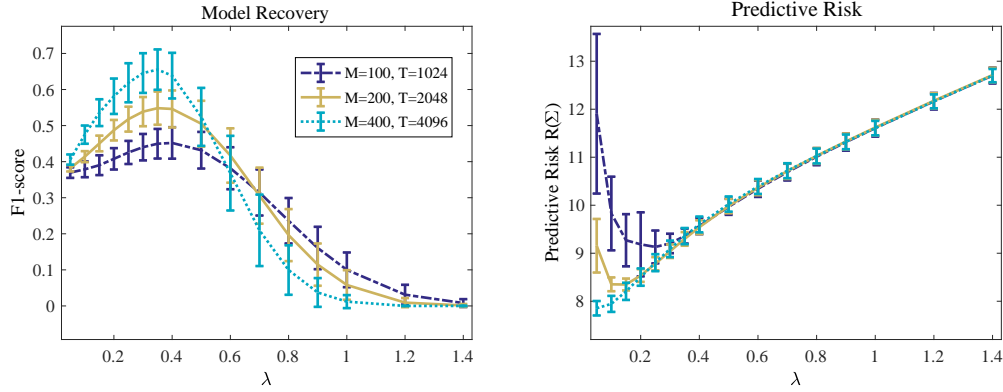 Model Recovery
F1-score
0.7
0.6
0.5
0.4
0.3
0.2
0.1
0
M=100, T=1024
M=200, T=2048
M=400, T=4096
0.2 0.4 0.6 0.8 1 1.2 1.4
λ
Predictive Risk
Predictive Risk R(Σ)
13
12
11
10
9
8
0.2 0.4 0.6 0.8 1 1.2 1.4
λ